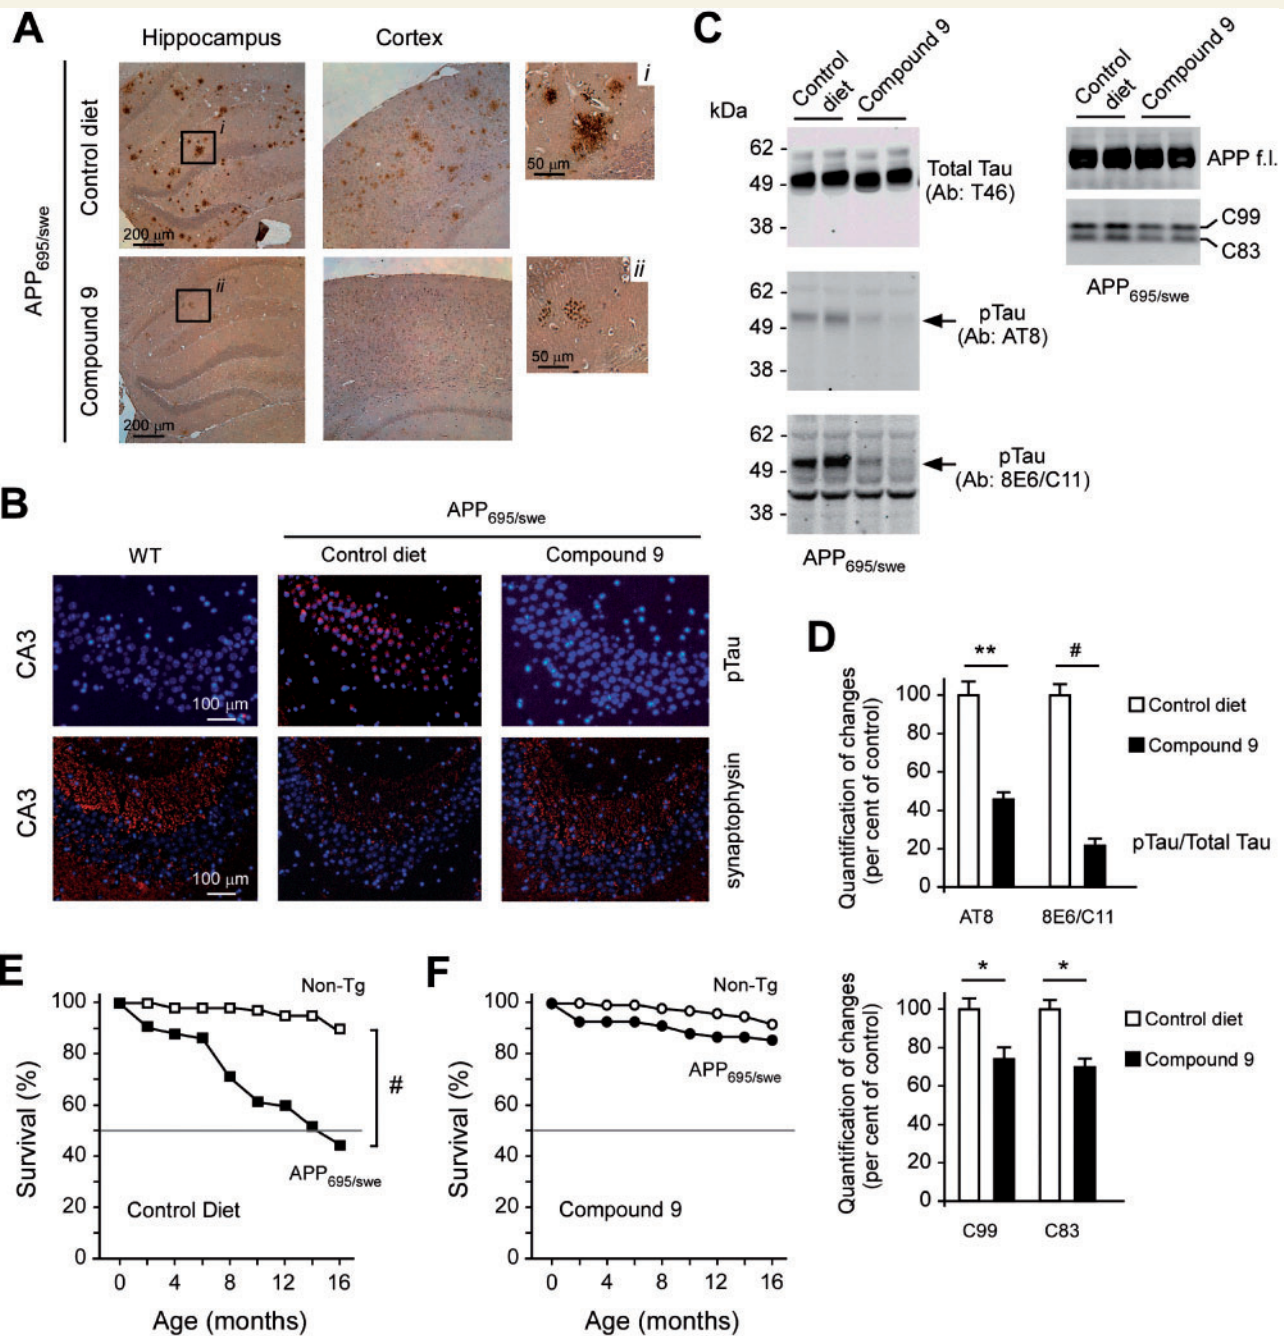 A
Hippocampus
Cortex
APP695/swe
Control diet
i
200 µm
i
50 µm
Compound 9
ii
200 µm
ii
50 µm
B
APP695/swe
WT
Control diet
Compound 9
CA3
100 µm
pTau
CA3
100 µm
synaptophysin
C
Control
diet
Compound 9
kDa
62
49
38
Total Tau
(Ab: T46)
62
49
38
pTau
(Ab: AT8)
62
49
38
pTau
(Ab: 8E6/C11)
APP695/swe
Control
diet
Compound 9
APP f.l.
C99
C83
APP695/swe
D
Quantification of changes
(per cent of control)
100
80
60
40
20
0
**
#
AT8
8E6/C11
Control diet
Compound 9
pTau/Total Tau
Quantification of changes
(per cent of control)
100
80
60
40
20
0
*
*
C99
C83
Control diet
Compound 9
E
Survival (%)
100
80
60
40
20
0
Non-Tg
#
APP695/swe
Control Diet
0 4 8 12 16
Age (months)
F
Survival (%)
100
80
60
40
20
0
Non-Tg
APP695/swe
Compound 9
0 4 8 12 16
Age (months)